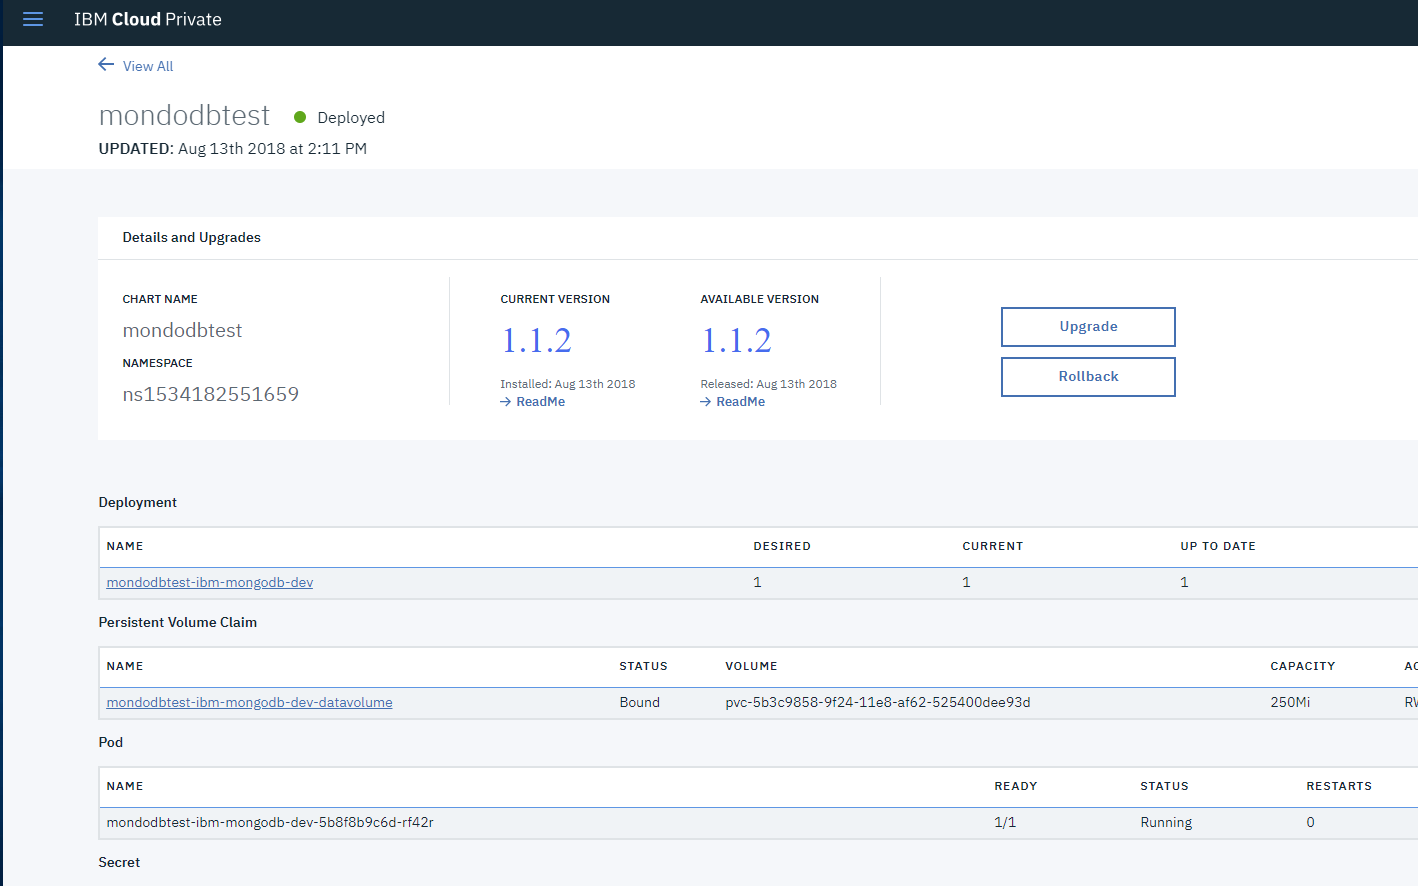 IBM Cloud Private
View All
mondodbtest Deployed
UPDATED: Aug 13th 2018 at 2:11 PM
Details and Upgrades
CHART NAME
mondodbtest
NAMESPACE
ns1534182551659
CURRENT VERSION
1.1.2
Installed: Aug 13th 2018
ReadMe
AVAILABLE VERSION
1.1.2
Released: Aug 13th 2018
ReadMe
Upgrade
Rollback
Deployment
NAME DESIRED CURRENT UP TO DATE
mondodbtest-ibm-mongodb-dev 1 1 1
Persistent Volume Claim
NAME STATUS VOLUME CAPACITY
mondodbtest-ibm-mongodb-dev-datavolume Bound pvc-5b3c9858-9f24-11e8-af62-525400dee93d 250Mi
Pod
NAME READY STATUS RESTARTS
mondodbtest-ibm-mongodb-dev-5b8f8b9c6d-rf42r 1/1 Running 0
Secret